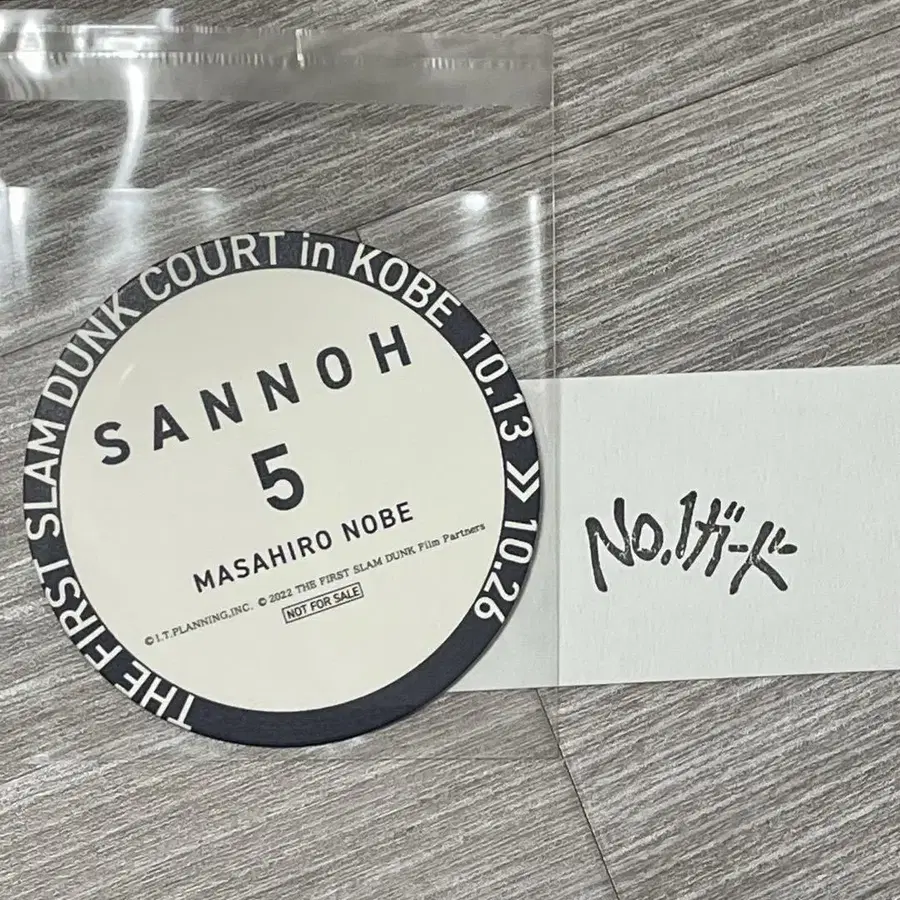 THE FIRST SLAM DUNK COURT in KOBE 10.13 >> 10.26
SANNOH
5
MASAHIRO NOBE
©I.T.PLANNING,INC. ©2022 THE FIRST SLAM DUNK Film Partners
NOT FOR SALE
No.1ガード